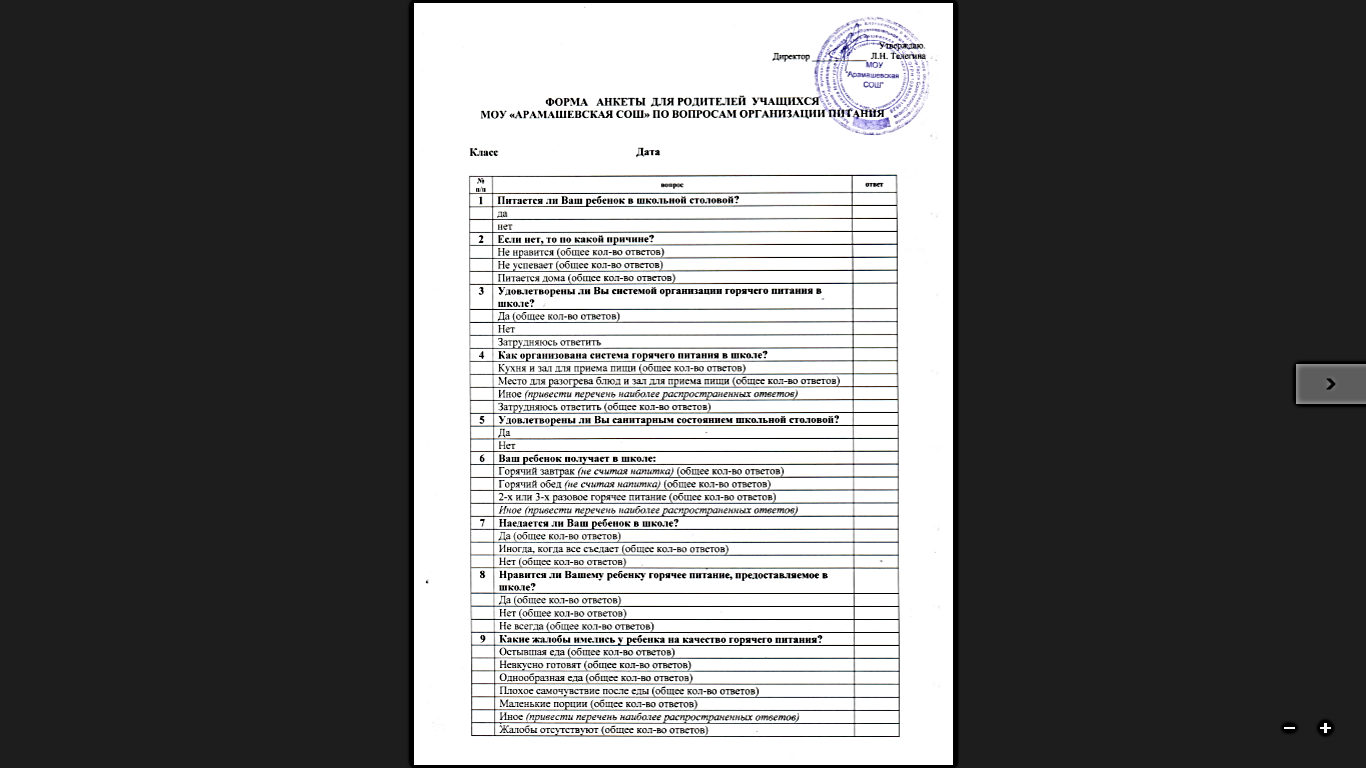 Утверждаю.
Директор ____________ Л.Н. Телегина
МОУ
"Арамашевская
СОШ"
ФОРМА АНКЕТЫ ДЛЯ РОДИТЕЛЕЙ УЧАЩИХСЯ
МОУ «АРАМАШЕВСКАЯ СОШ» ПО ВОПРОСАМ ОРГАНИЗАЦИИ ПИТАНИЯ
Класс Дата
№ п/п вопрос ответ
1 Питается ли Ваш ребенок в школьной столовой?
да
нет
2 Если нет, то по какой причине?
Не нравится (общее кол-во ответов)
Не успевает (общее кол-во ответов)
Питается дома (общее кол-во ответов)
3 Удовлетворены ли Вы системой организации горячего питания в
школе?
Да (общее кол-во ответов)
Нет
Затрудняюсь ответить
4 Как организована система горячего питания в школе?
Кухня и зал для приема пищи (общее кол-во ответов)
Место для разогрева блюд и зал для приема пищи (общее кол-во ответов)
Иное (привести перечень наиболее распространенных ответов)
Затрудняюсь ответить (общее кол-во ответов)
5 Удовлетворены ли Вы санитарным состоянием школьной столовой?
Да
Нет
6 Ваш ребенок получает в школе:
Горячий завтрак (не считая напитка) (общее кол-во ответов)
Горячий обед (не считая напитка) (общее кол-во ответов)
2-х или 3-х разовое горячее питание (общее кол-во ответов)
Иное (привести перечень наиболее распространенных ответов)
7 Наедается ли Ваш ребенок в школе?
Да (общее кол-во ответов)
Иногда, когда все съедает (общее кол-во ответов)
Нет (общее кол-во ответов)
8 Нравится ли Вашему ребенку горячее питание, предоставляемое в
школе?
Да (общее кол-во ответов)
Нет (общее кол-во ответов)
Не всегда (общее кол-во ответов)
9 Какие жалобы имелись у ребенка на качество горячего питания?
Остывшая еда (общее кол-во ответов)
Невкусно готовят (общее кол-во ответов)
Однообразная еда (общее кол-во ответов)
Плохое самочувствие после еды (общее кол-во ответов)
Маленькие порции (общее кол-во ответов)
Иное (привести перечень наиболее распространенных ответов)
Жалобы отсутствуют (общее кол-во ответов)